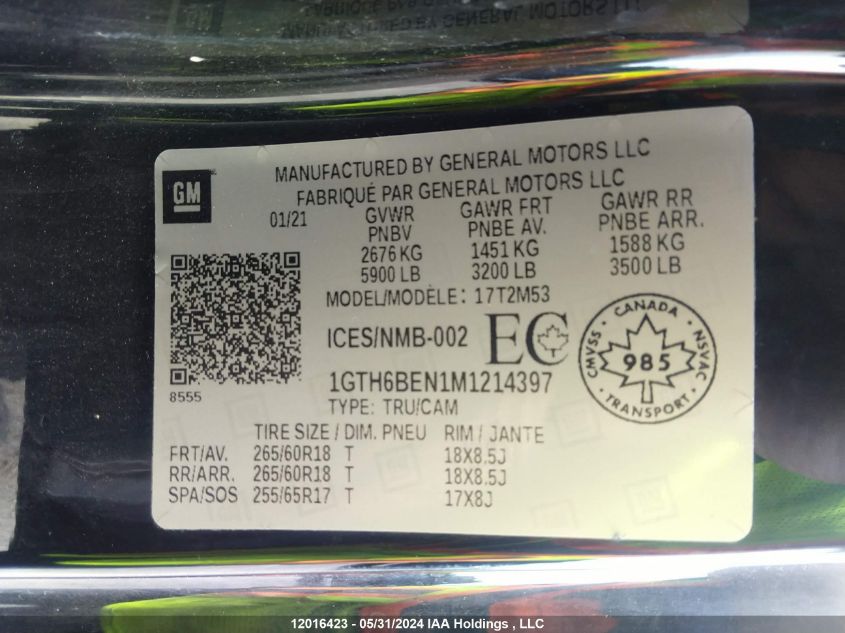 MANUFACTURED BY GENERAL MOTORS LLC
FABRIQUÉ PAR GENERAL MOTORS LLC
GM
01/21
GVWR GAWR FRT GAWR RR
PNBV PNBE AV. PNBE ARR.
2676 KG 1451 KG 1588 KG
5900 LB 3200 LB 3500 LB
MODEL/MODÈLE: 17T2M53
ICES/NMB-002 EC
CANADA
CMVSS 985 NSVAC
TRANSPORT
1GTH6BEN1M1214397
8555
TYPE: TRU/CAM
TIRE SIZE / DIM. PNEU RIM / JANTE
FRT/AV. 265/60R18 T 18X8.5J
RR/ARR. 265/60R18 T 18X8.5J
SPA/SOS 255/65R17 T 17X8J
12016423 - 05/31/2024 IAA Holdings , LLC